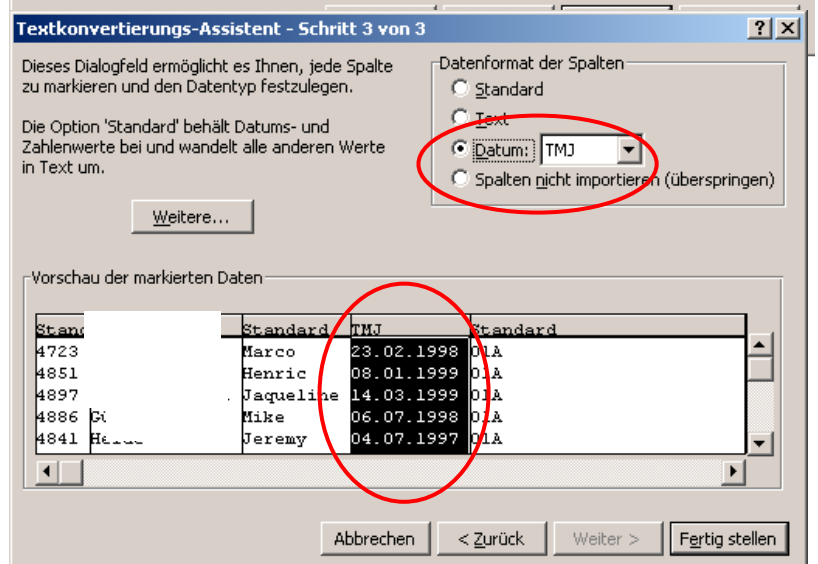 Textkonvertierungs-Assistent - Schritt 3 von 3
Dieses Dialogfeld ermöglicht es Ihnen, jede Spalte
zu markieren und den Datentyp festzulegen.
Die Option 'Standard' behält Datums- und
Zahlenwerte bei und wandelt alle anderen Werte
in Text um.
Weitere...
Datenformat der Spalten
Standard
Text
Datum: TMJ
Spalten nicht importieren (überspringen)
Vorschau der markierten Daten
Standard TMJ Standard
4723 Marco 23.02.1998 01A
4851 Henric 08.01.1999 01A
4897 Jaqueline 14.03.1999 01A
4886 Mike 06.07.1998 01A
4841 Jeremy 04.07.1997 01A
Abbrechen < Zurück Weiter > Fertig stellen